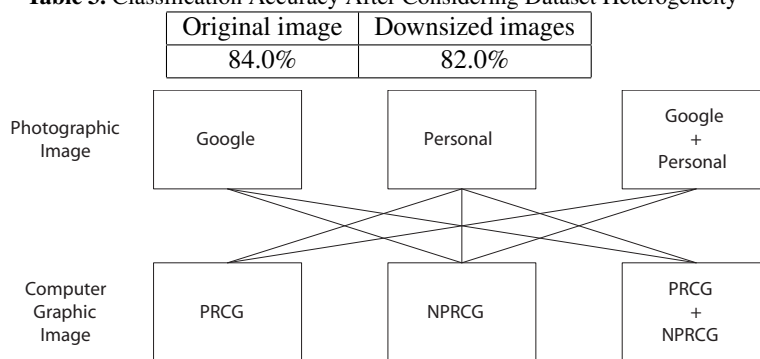 Table 3. Classification Accuracy After Considering Dataset Heterogeneity
Original image Downsized images
84.0% 82.0%
Photographic
Image
Google
Personal
Google
+
Personal
Computer
Graphic
Image
PRCG
NPRCG
PRCG
+
NPRCG